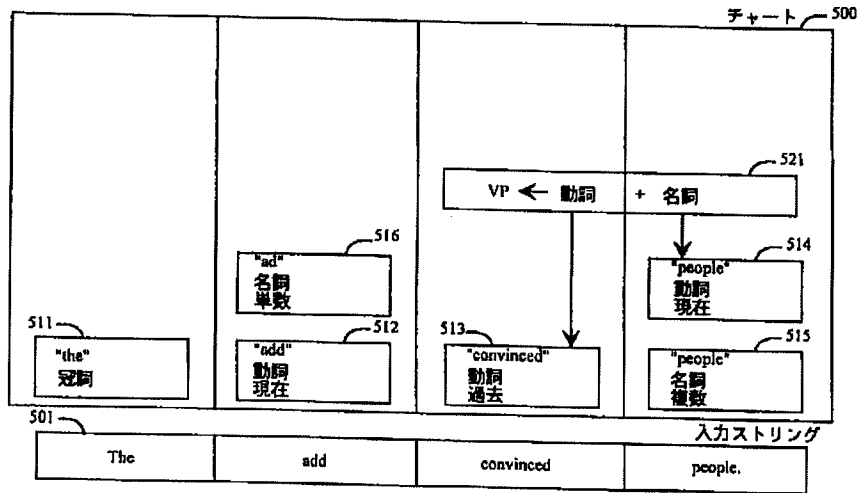 チャート 500
521
VP ← 動詞 + 名詞
516
"ad"
名詞
単数
514
"people"
動詞
現在
511
"the"
冠詞
512
"add"
動詞
現在
513
"convinced"
動詞
過去
515
"people"
名詞
複数
501
入力ストリング
The add convinced people.